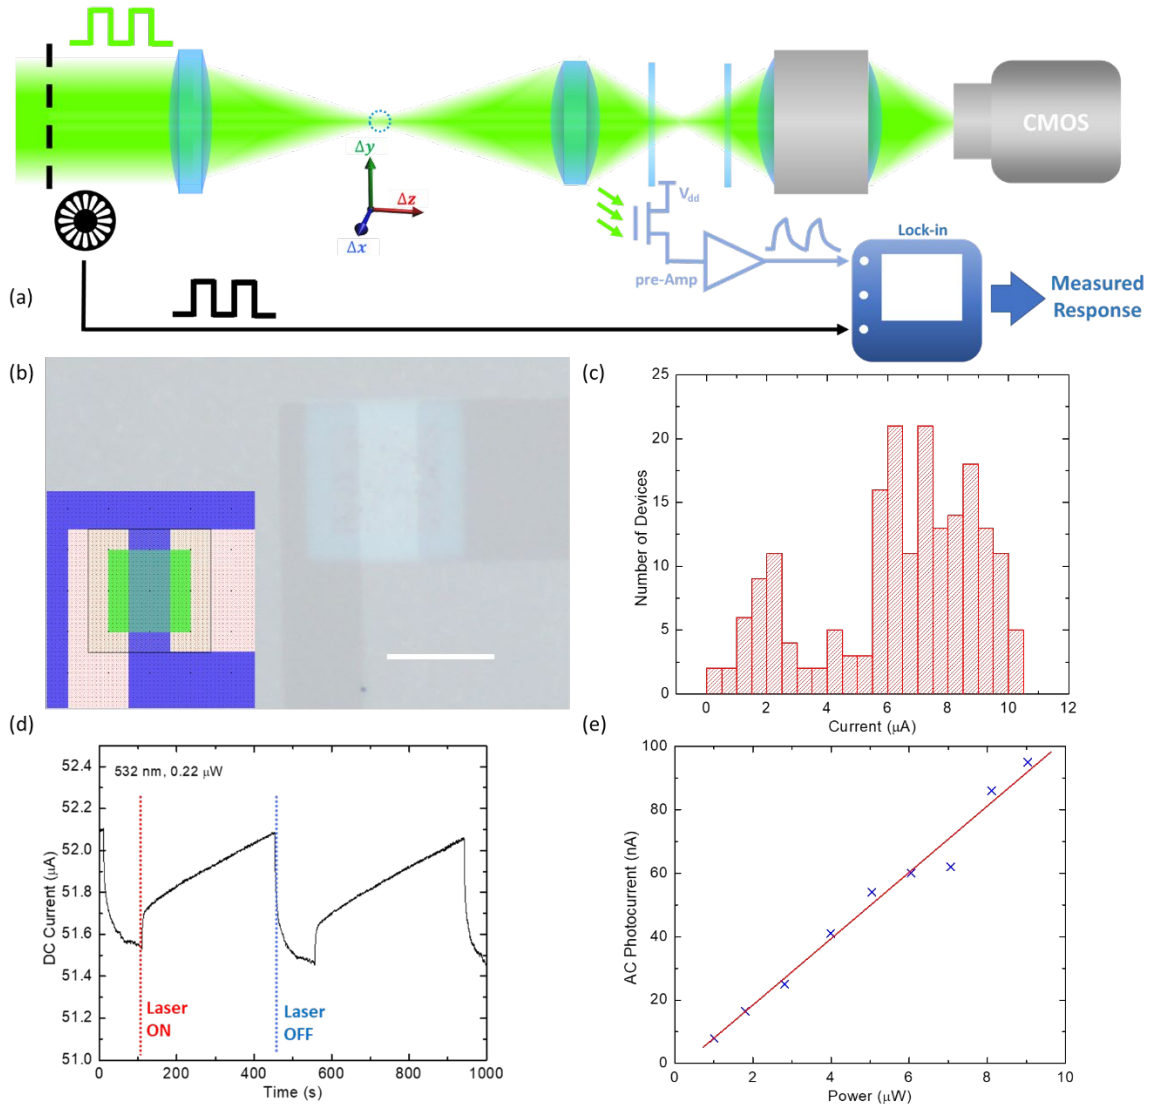 CMOS
Δy
Δz
Δx
V_dd
pre-Amp
Lock-in
Measured
Response
(a)
(b)
(c)
25
20
15
10
5
0
Number of Devices
0 2 4 6 8 10 12
Current (μA)
(d)
52.4
52.2
52.0
51.8
51.6
51.4
51.2
51.0
DC Current (μA)
532 nm, 0.22 μW
Laser
ON
Laser
OFF
0 200 400 600 800 1000
Time (s)
(e)
100
80
60
40
20
0
AC Photocurrent (nA)
0 2 4 6 8 10
Power (μW)